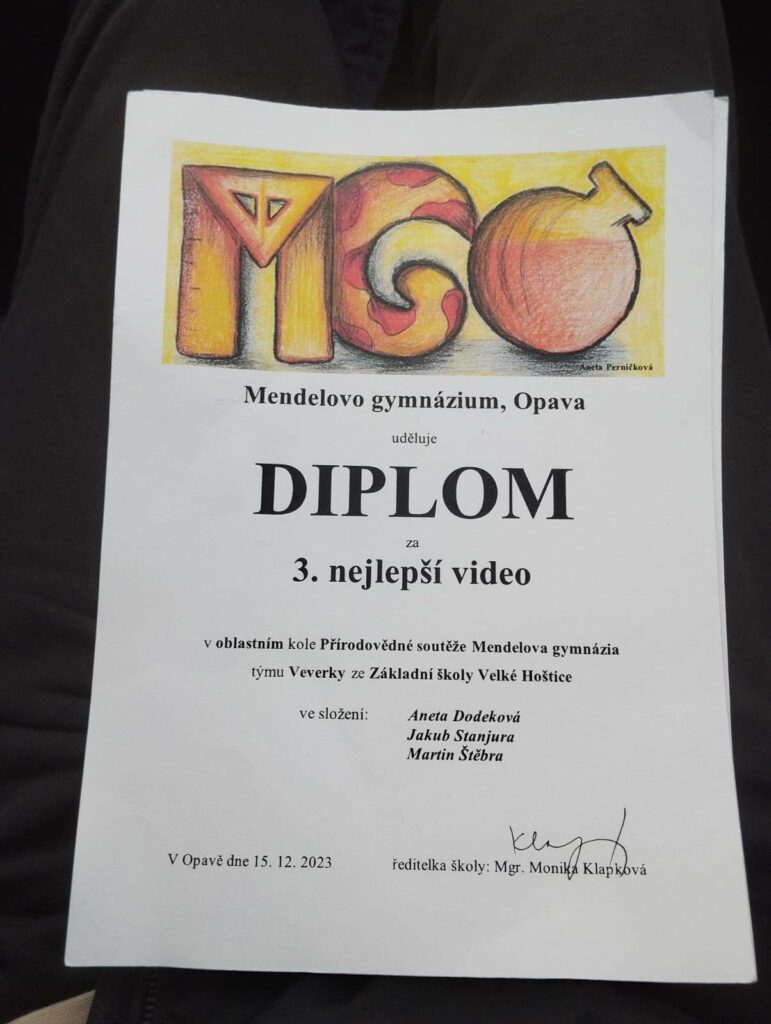 MGO
Aneta Perničková
Mendelovo gymnázium, Opava
uděluje
DIPLOM
za
3. nejlepší video
v oblastním kole Přírodovědné soutěže Mendelova gymnázia
týmu Veverky ze Základní školy Velké Hoštice
ve složení: Aneta Dodeková
Jakub Stanjura
Martin Štěbra
V Opavě dne 15. 12. 2023 ředitelka školy: Mgr. Monika Klapková